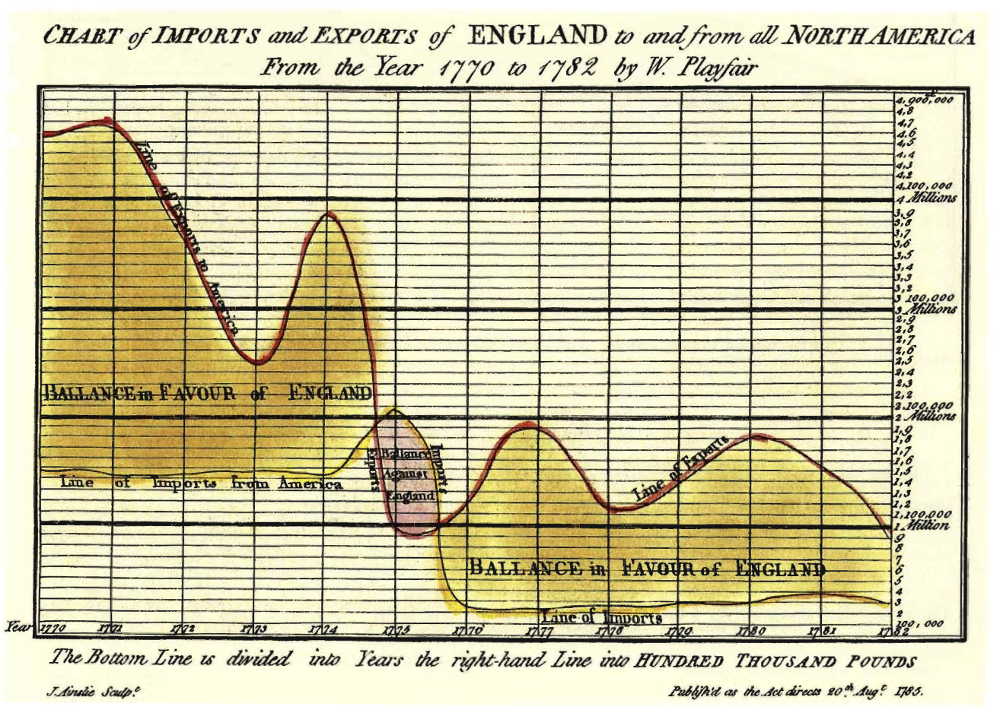 CHART of IMPORTS and EXPORTS of ENGLAND to and from all NORTH AMERICA
From the Year 1770 to 1782 by W. Playfair
4,900,000
4,8
4,7
4,6
4,5
4,4
4,3
4,2
4,100,000
4 Millions
3,9
3,8
3,7
3,6
3,5
3,4
3,3
3,2
3 100,000
3 Millions
2,9
2,8
2,7
2,6
2,5
2,4
2,3
2,2
2,100,000
2 Millions
1,9
1,8
1,7
1,6
1,5
1,4
1,3
1,2
1,100,000
1 Million
9
8
7
6
5
4
3
2
100,000
Line of Exports to America
BALLANCE in FAVOUR of ENGLAND
Line of Imports from America
Exports
Ballance
Against
England
Imports
Line of Exports
BALLANCE in FAVOUR of ENGLAND
Line of Imports
Year 1770 1771 1772 1773 1774 1775 1776 1777 1778 1779 1780 1781 1782
The Bottom Line is divided into Years the right-hand Line into HUNDRED THOUSAND POUNDS
J. Ainslie Sculpt.
Publish'd as the Act directs 20th. Augt. 1785.